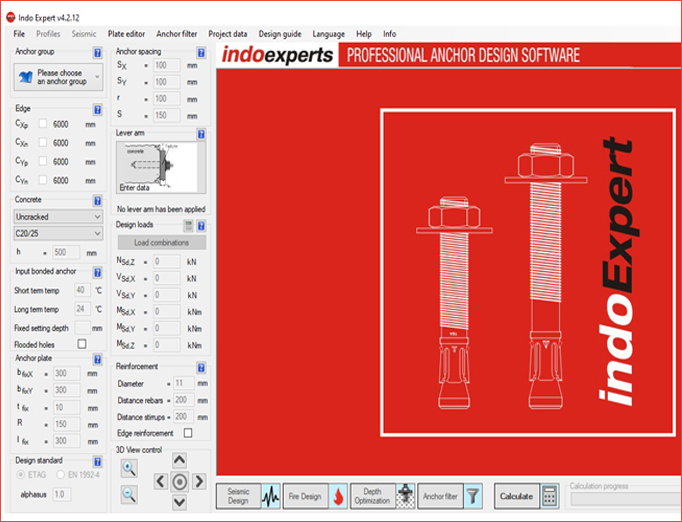 Indo Expert v4.2.12
File Profiles Seismic Plate editor Anchor filter Project data Design guide Language Help Info
Anchor group ?
Please choose
an anchor group
Edge ?
CXp 6000 mm
CXn 6000 mm
CYp 6000 mm
CYn 6000 mm
Concrete ?
Uncracked
C20/25
h = 500 mm
Input bonded anchor ?
Short term temp 40 °C
Long term temp 24 °C
Fixed setting depth mm
Flooded holes
Anchor plate ?
b fixX = 300 mm
b fixY = 300 mm
t fix = 10 mm
R = 150 mm
l fix = 300 mm
Design standard ?
ETAG EN 1992-4
alphasus 1.0
Anchor spacing ?
SX = 100 mm
SY = 100 mm
r = 100 mm
S = 150 mm
Lever arm ?
concrete
Enter data
No lever arm has been applied
Design loads ?
Load combinations
NSd,Z = 0 kN
VSd,X = 0 kN
VSd,Y = 0 kN
MSd,X = 0 kNm
MSd,Y = 0 kNm
MSd,Z = 0 kNm
Reinforcement ?
Diameter = 11 mm
Distance rebars = 200 mm
Distance stirrups = 200 mm
Edge reinforcement
3D View control
indoexperts PROFESSIONAL ANCHOR DESIGN SOFTWARE
indoExpert
Seismic
Design
Fire Design
Depth
Optimization
Anchor filter
Calculate
Calculation progress